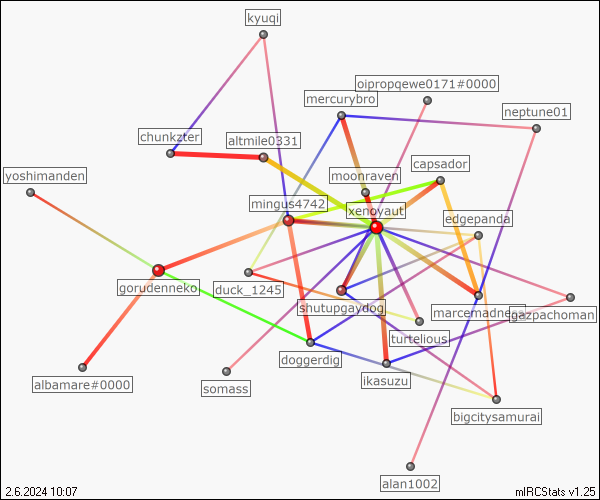 kyuqi
oipropqewe0171#0000
mercurybro
neptune01
chunkzter
altmile0331
capsador
yoshimanden
moonraven
mingus4742
xenoyaut
edgepanda
gorudenneko
duck_1245
shutupgaydog
marcemadness
gazpachoman
turtelious
doggerdig
albamare#0000
somass
ikasuzu
bigcitysamurai
alan1002
2.6.2024 10:07
mIRCStats v1.25